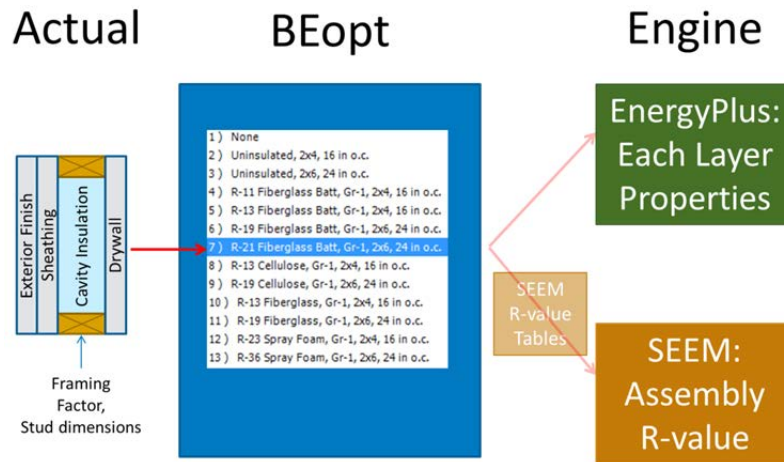 Actual
BEopt
Engine
Exterior Finish
Sheathing
Cavity Insulation
Drywall
Framing
Factor,
Stud dimensions
1 ) None
2 ) Uninsulated, 2x4, 16 in o.c.
3 ) Uninsulated, 2x6, 24 in o.c.
4 ) R-11 Fiberglass Batt, Gr-1, 2x4, 16 in o.c.
5 ) R-13 Fiberglass Batt, Gr-1, 2x4, 16 in o.c.
6 ) R-19 Fiberglass Batt, Gr-1, 2x6, 24 in o.c.
7 ) R-21 Fiberglass Batt, Gr-1, 2x6, 24 in o.c.
8 ) R-13 Cellulose, Gr-1, 2x4, 16 in o.c.
9 ) R-19 Cellulose, Gr-1, 2x6, 24 in o.c.
10 ) R-13 Fiberglass, Gr-1, 2x4, 16 in o.c.
11 ) R-19 Fiberglass, Gr-1, 2x6, 24 in o.c.
12 ) R-23 Spray Foam, Gr-1, 2x4, 16 in o.c.
13 ) R-36 Spray Foam, Gr-1, 2x6, 24 in o.c.
SEEM
R-value
Tables
EnergyPlus:
Each Layer
Properties
SEEM:
Assembly
R-value